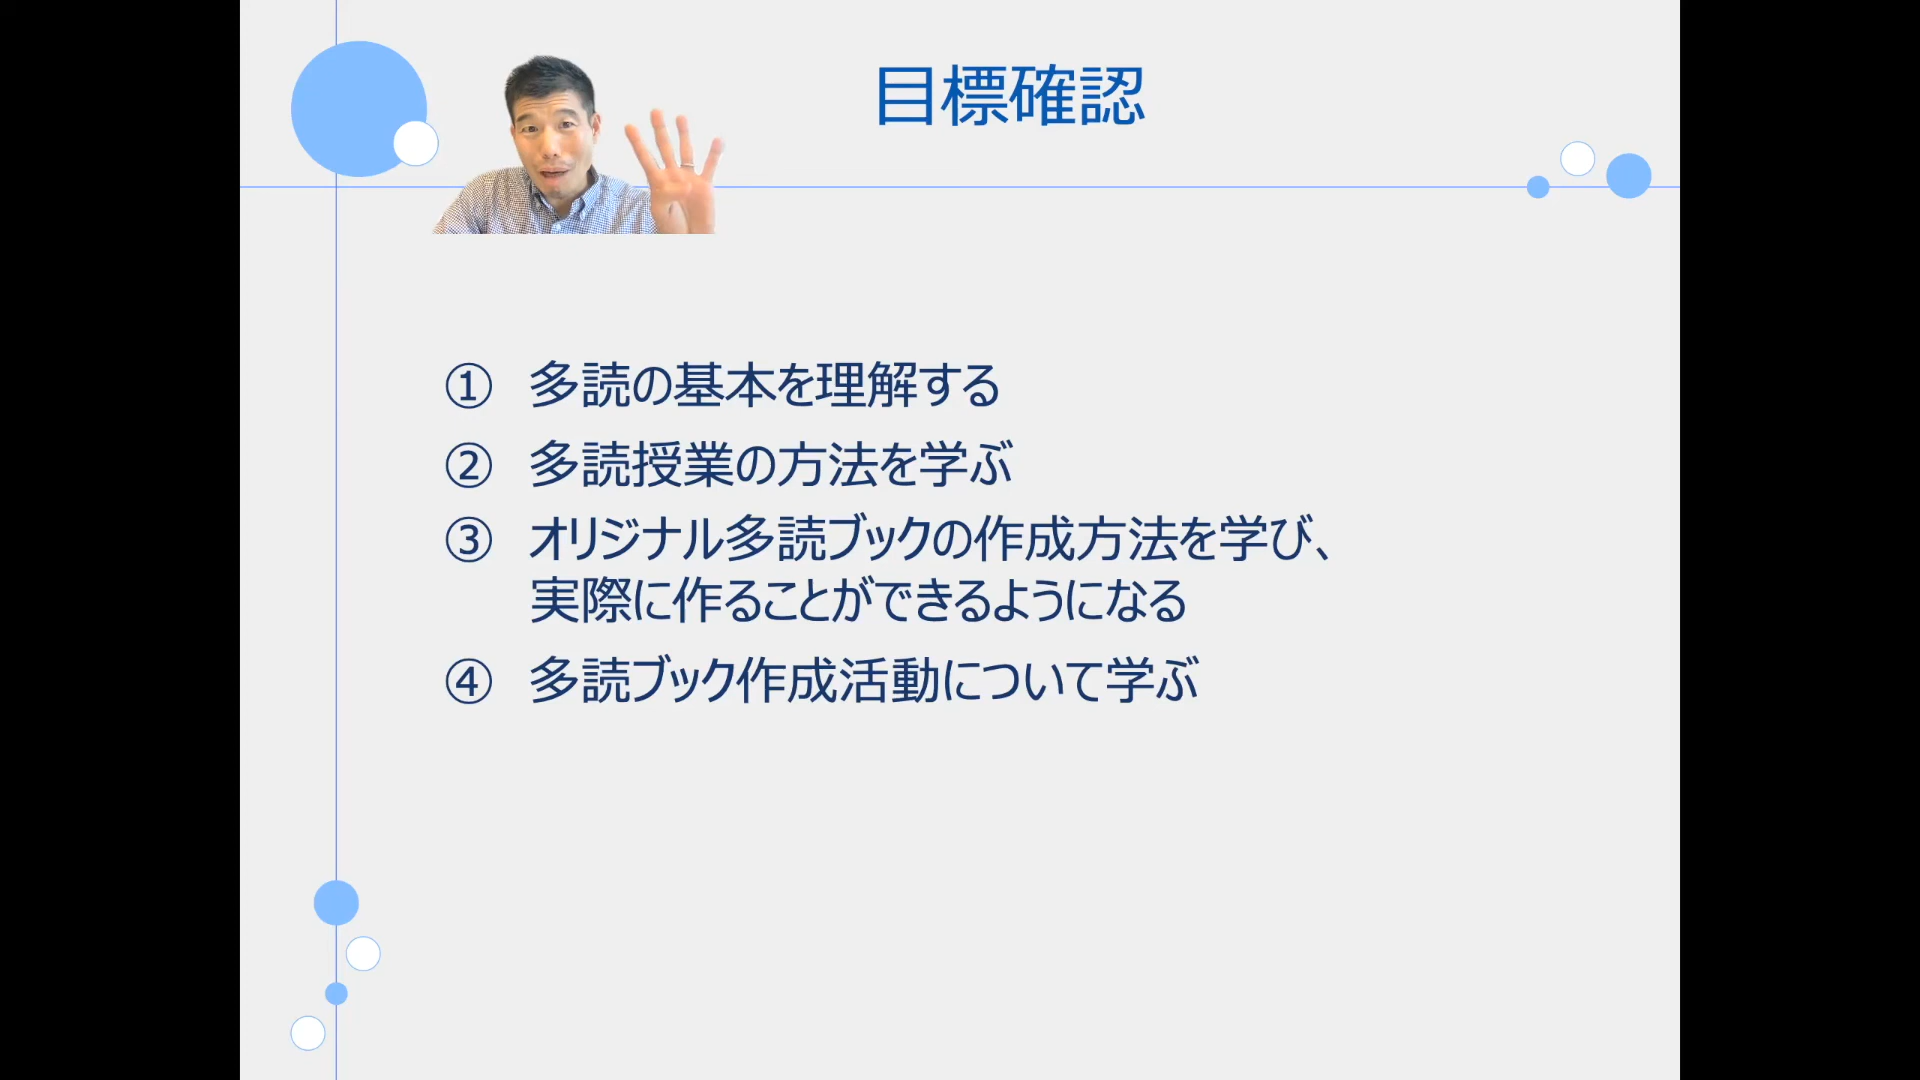 目標確認
① 多読の基本を理解する
② 多読授業の方法を学ぶ
③ オリジナル多読ブックの作成方法を学び、
実際に作ることができるようになる
④ 多読ブック作成活動について学ぶ